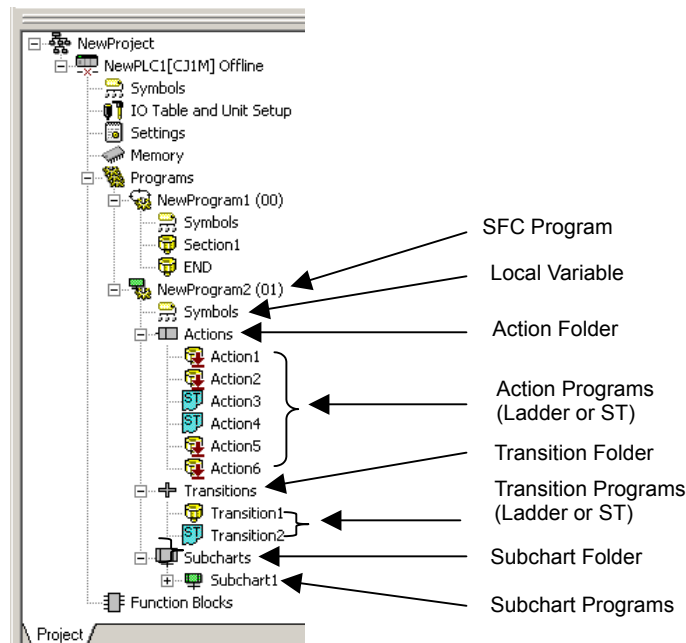 NewProject
NewPLC1[CJ1M] Offline
Symbols
IO Table and Unit Setup
Settings
Memory
Programs
NewProgram1 (00)
Symbols
Section1
END
NewProgram2 (01)
Symbols
Actions
Action1
Action2
ST Action3
ST Action4
Action5
Action6
Transitions
Transition1
ST Transition2
Subcharts
Subchart1
Function Blocks
Project
SFC Program
Local Variable
Action Folder
Action Programs
(Ladder or ST)
Transition Folder
Transition Programs
(Ladder or ST)
Subchart Folder
Subchart Programs